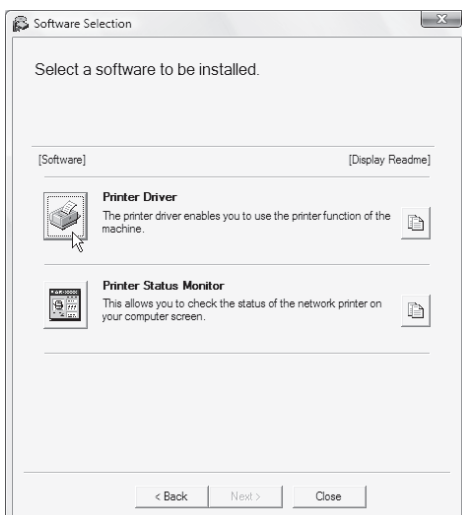 Software Selection
Select a software to be installed.
[Software] [Display Readme]
Printer Driver
The printer driver enables you to use the printer function of the
machine.
Printer Status Monitor
This allows you to check the status of the network printer on
your computer screen.
< Back Next > Close